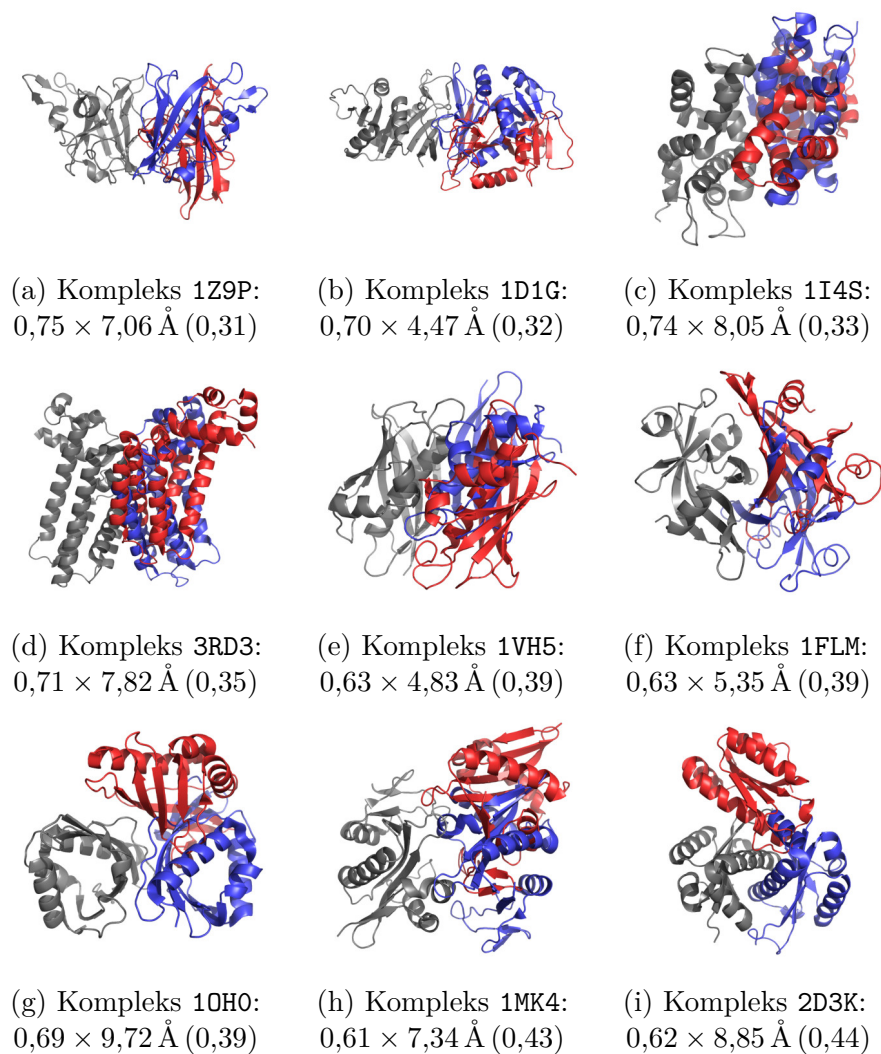 (a) Kompleks 1Z9P:
0,75 × 7,06 Å (0,31)
(b) Kompleks 1D1G:
0,70 × 4,47 Å (0,32)
(c) Kompleks 1I4S:
0,74 × 8,05 Å (0,33)
(d) Kompleks 3RD3:
0,71 × 7,82 Å (0,35)
(e) Kompleks 1VH5:
0,63 × 4,83 Å (0,39)
(f) Kompleks 1FLM:
0,63 × 5,35 Å (0,39)
(g) Kompleks 1OH0:
0,69 × 9,72 Å (0,39)
(h) Kompleks 1MK4:
0,61 × 7,34 Å (0,43)
(i) Kompleks 2D3K:
0,62 × 8,85 Å (0,44)